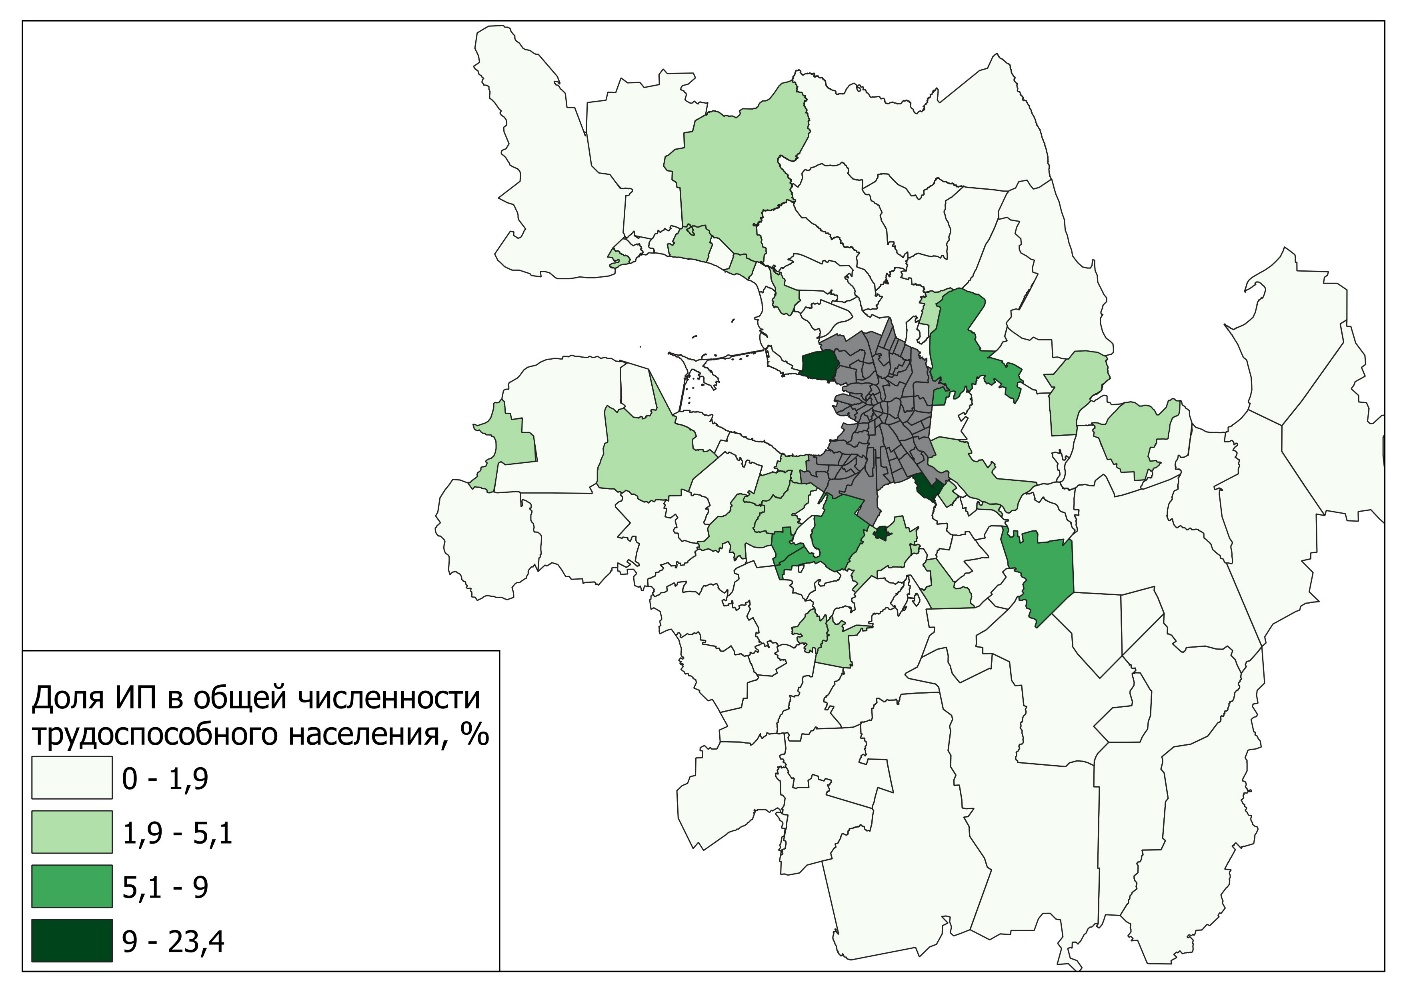 Доля ИП в общей численности
трудоспособного населения, %
0 - 1,9
1,9 - 5,1
5,1 - 9
9 - 23,4